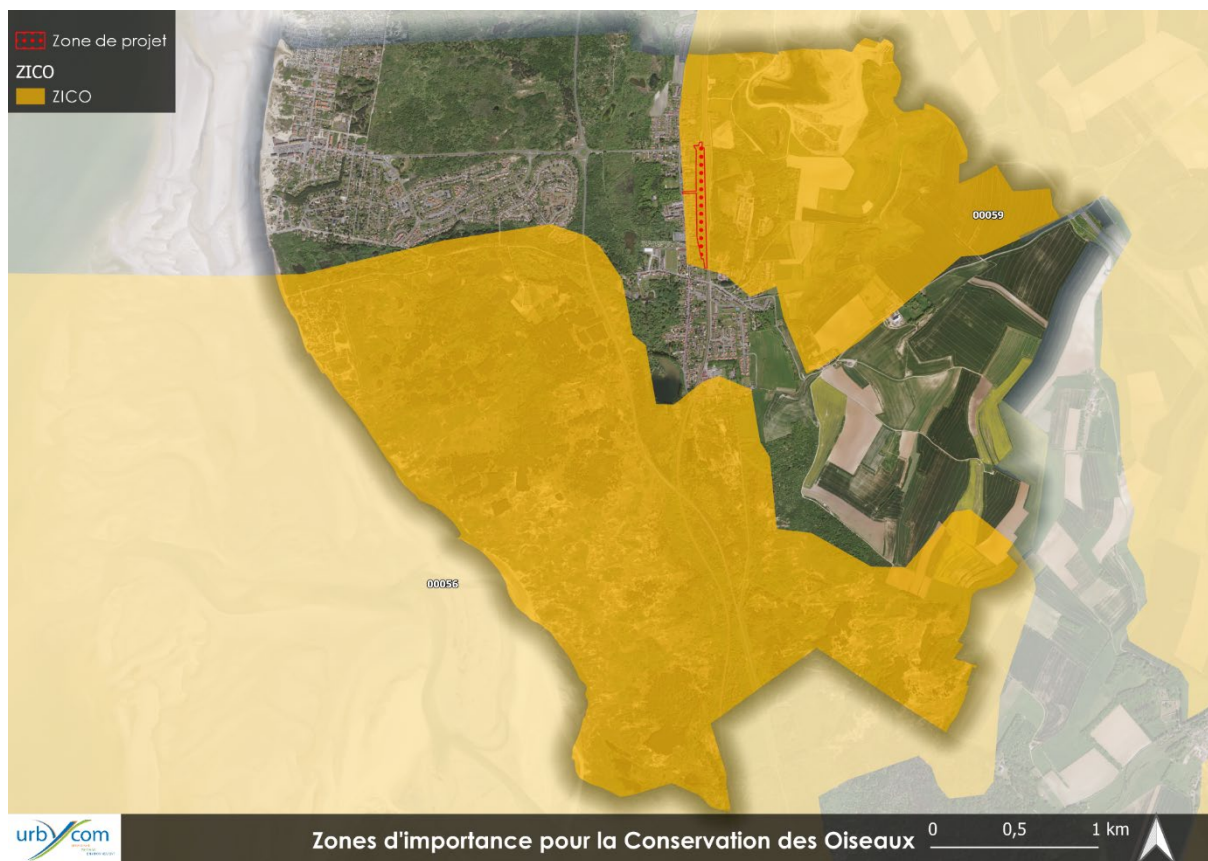 Zone de projet
ZICO
ZICO
00059
00056
urbycom
Zones d'importance pour la Conservation des Oiseaux
0 0,5 1 km